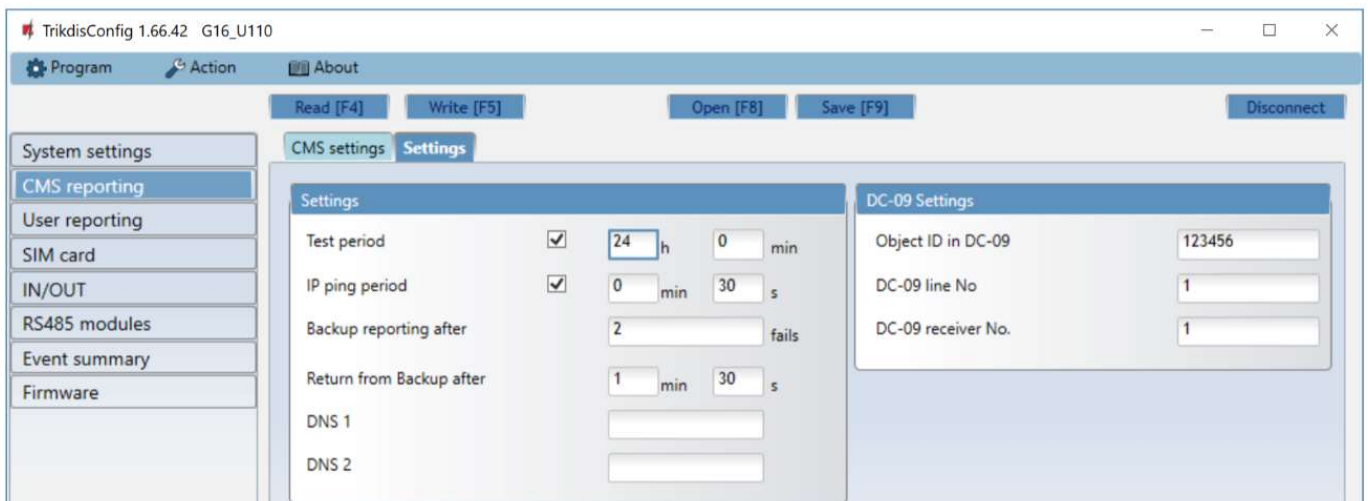 TrikdisConfig 1.66.42 G16_U110
Program Action About
Read [F4] Write [F5] Open [F8] Save [F9] Disconnect
System settings
CMS reporting
User reporting
SIM card
IN/OUT
RS485 modules
Event summary
Firmware
CMS settings Settings
Settings
Test period 24 h 0 min
IP ping period 0 min 30 s
Backup reporting after 2 fails
Return from Backup after 1 min 30 s
DNS 1
DNS 2
DC-09 Settings
Object ID in DC-09 123456
DC-09 line No 1
DC-09 receiver No. 1